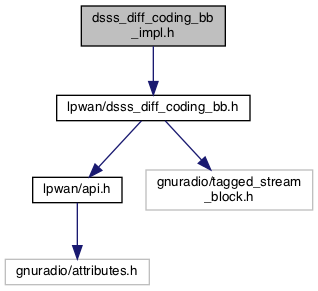 dsss_diff_coding_bb
_impl.h
lpwan/dsss_diff_coding_bb.h
lpwan/api.h
gnuradio/tagged_stream
_block.h
gnuradio/attributes.h